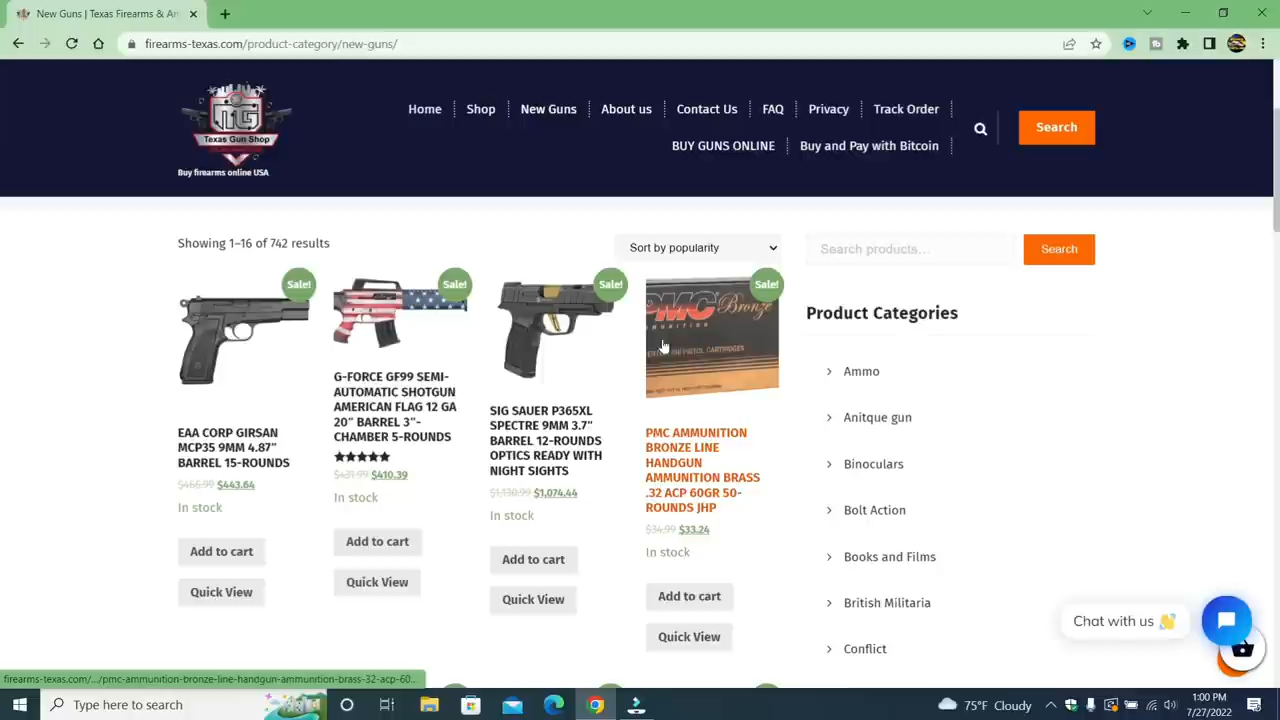 New Guns | Texas Firearms & An
firearms-texas.com/product-category/new-guns/
Texas Gun Shop
Buy firearms online USA
Home
Shop
New Guns
About us
Contact Us
FAQ
Privacy
Track Order
BUY GUNS ONLINE
Buy and Pay with Bitcoin
Search
Showing 1–16 of 742 results
Sort by popularity
Search products...
Search
Sale!
Sale!
Sale!
Sale!
PMC Bronze
EAA CORP GIRSAN
MCP35 9MM 4.87"
BARREL 15-ROUNDS
$466.99 $443.64
In stock
Add to cart
Quick View
G-FORCE GF99 SEMI-
AUTOMATIC SHOTGUN
AMERICAN FLAG 12 GA
20" BARREL 3"-
CHAMBER 5-ROUNDS
$431.99 $410.39
In stock
Add to cart
Quick View
SIG SAUER P365XL
SPECTRE 9MM 3.7"
BARREL 12-ROUNDS
OPTICS READY WITH
NIGHT SIGHTS
$1,130.99 $1,074.44
In stock
Add to cart
Quick View
PMC AMMUNITION
BRONZE LINE
HANDGUN
AMMUNITION BRASS
.32 ACP 60GR 50-
ROUNDS JHP
$34.99 $33.24
In stock
Add to cart
Quick View
Product Categories
Ammo
Anitque gun
Binoculars
Bolt Action
Books and Films
British Militaria
Conflict
Chat with us 👋
firearms-texas.com/.../pmc-ammunition-bronze-line-handgun-ammunition-brass-32-acp-60...
Type here to search
75°F Cloudy
1:00 PM
7/27/2022